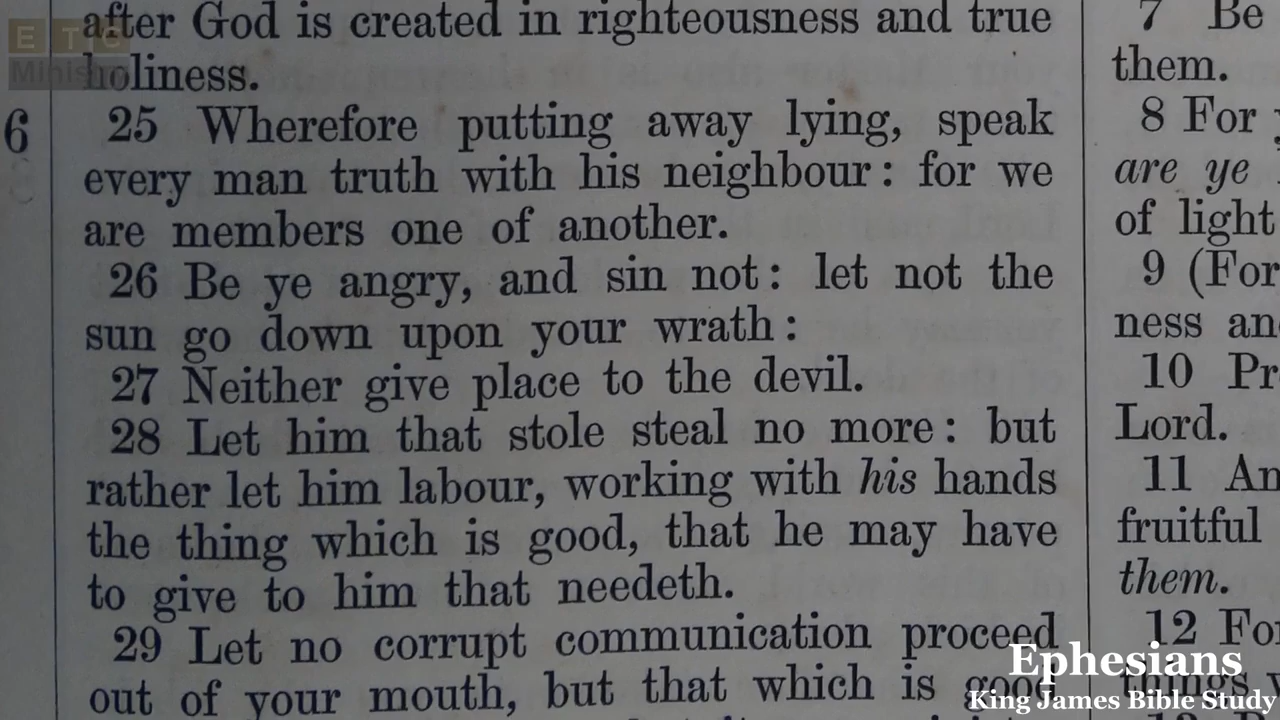 E T C
after God is created in righteousness and true
holiness.
25 Wherefore putting away lying, speak
every man truth with his neighbour: for we
are members one of another.
26 Be ye angry, and sin not: let not the
sun go down upon your wrath:
27 Neither give place to the devil.
28 Let him that stole steal no more: but
rather let him labour, working with his hands
the thing which is good, that he may have
to give to him that needeth.
29 Let no corrupt communication proceed
out of your mouth, but that which is good
6
7 Be
them.
8 For
are ye
of light
9 (For
ness
10
Lord.
11
fruitful
them.
12
things
Ephesians
King James Bible Study